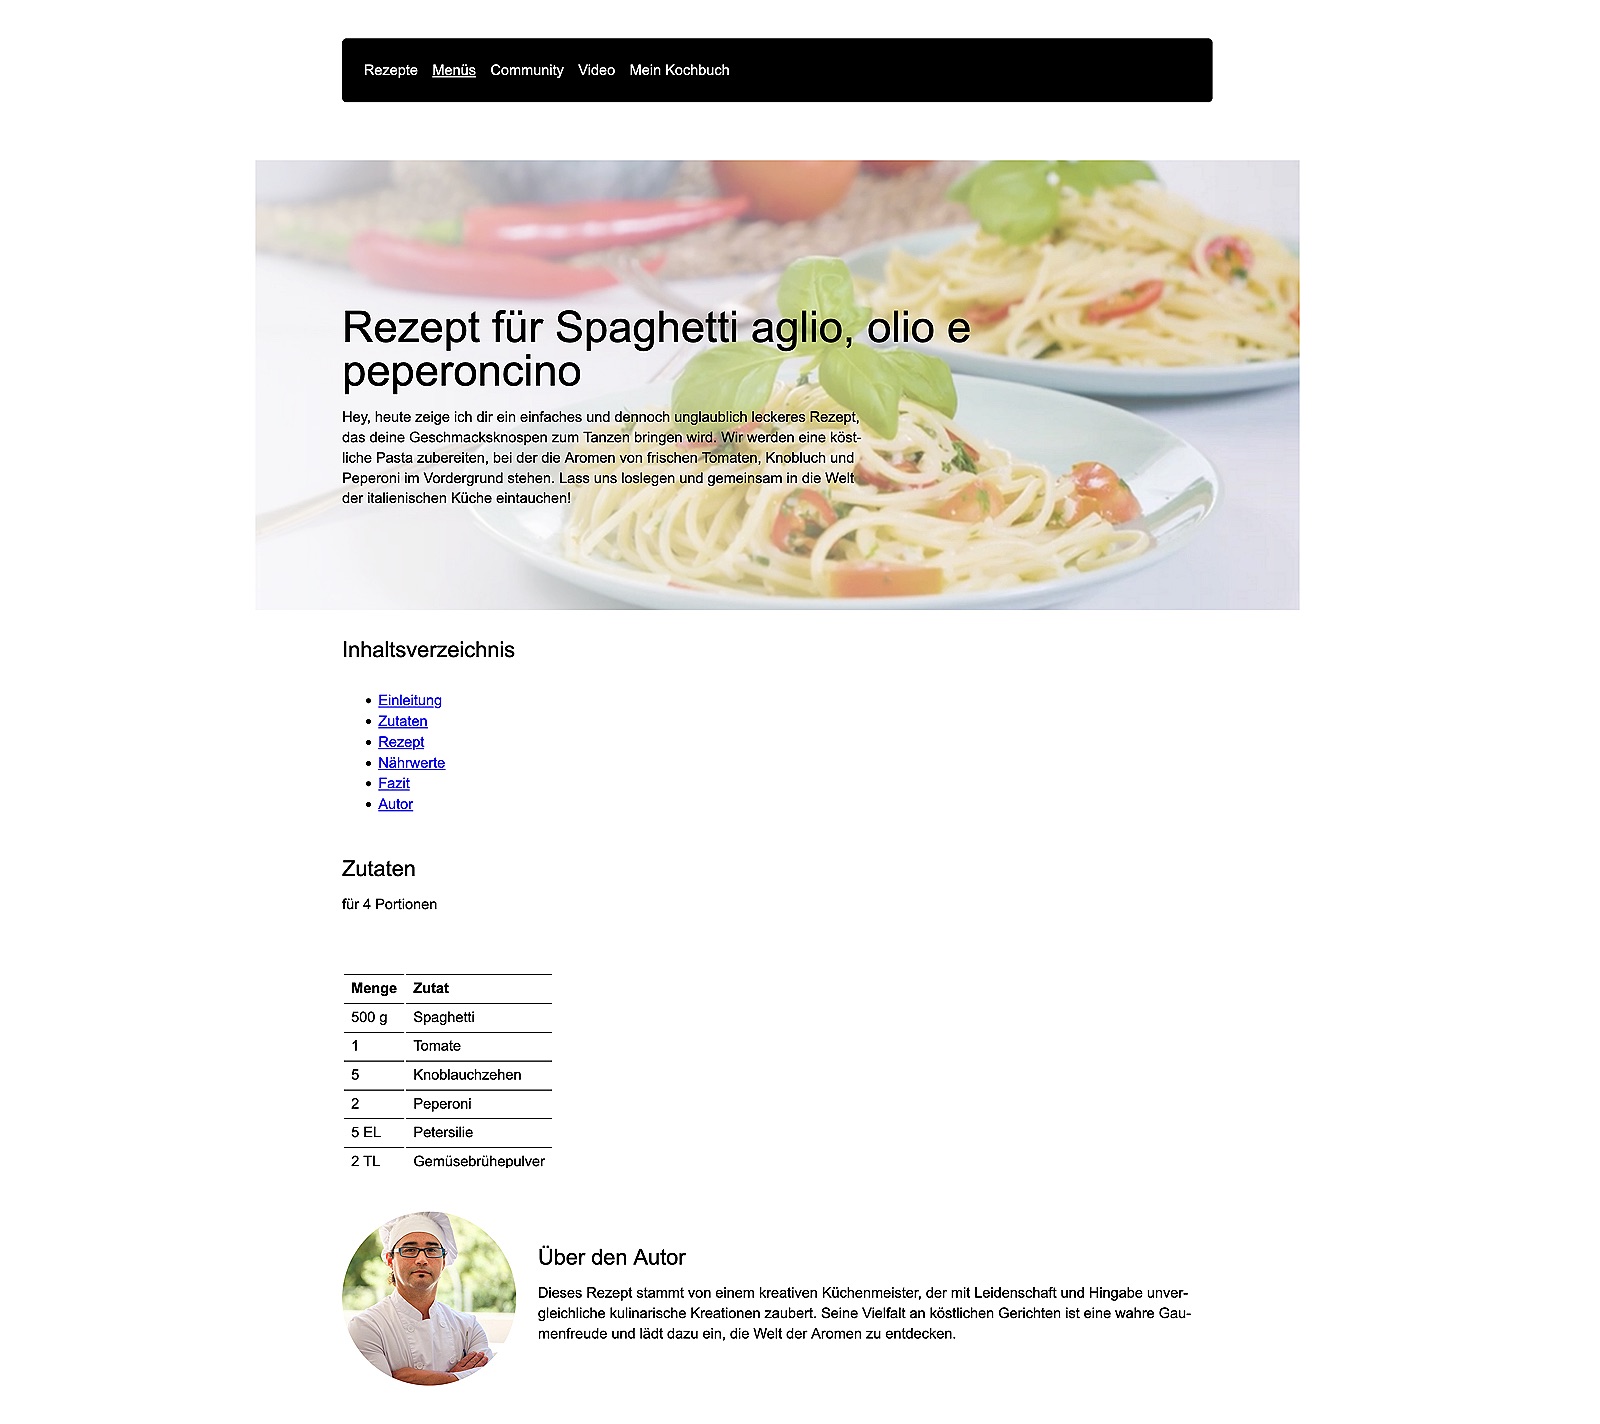 Rezepte Menüs Community Video Mein Kochbuch
Rezept für Spaghetti aglio, olio e
peperoncino
Hey, heute zeige ich dir ein einfaches und dennoch unglaublich leckeres Rezept,
das deine Geschmacksknospen zum Tanzen bringen wird. Wir werden eine köst-
liche Pasta zubereiten, bei der die Aromen von frischen Tomaten, Knobluch und
Peperoni im Vordergrund stehen. Lass uns loslegen und gemeinsam in die Welt
der italienischen Küche eintauchen!
Inhaltsverzeichnis
• Einleitung
• Zutaten
• Rezept
• Nährwerte
• Fazit
• Autor
Zutaten
für 4 Portionen
Menge Zutat
500 g Spaghetti
1 Tomate
5 Knoblauchzehen
2 Peperoni
5 EL Petersilie
2 TL Gemüsebrühepulver
Über den Autor
Dieses Rezept stammt von einem kreativen Küchenmeister, der mit Leidenschaft und Hingabe unver-
gleichliche kulinarische Kreationen zaubert. Seine Vielfalt an köstlichen Gerichten ist eine wahre Gau-
menfreude und lädt dazu ein, die Welt der Aromen zu entdecken.